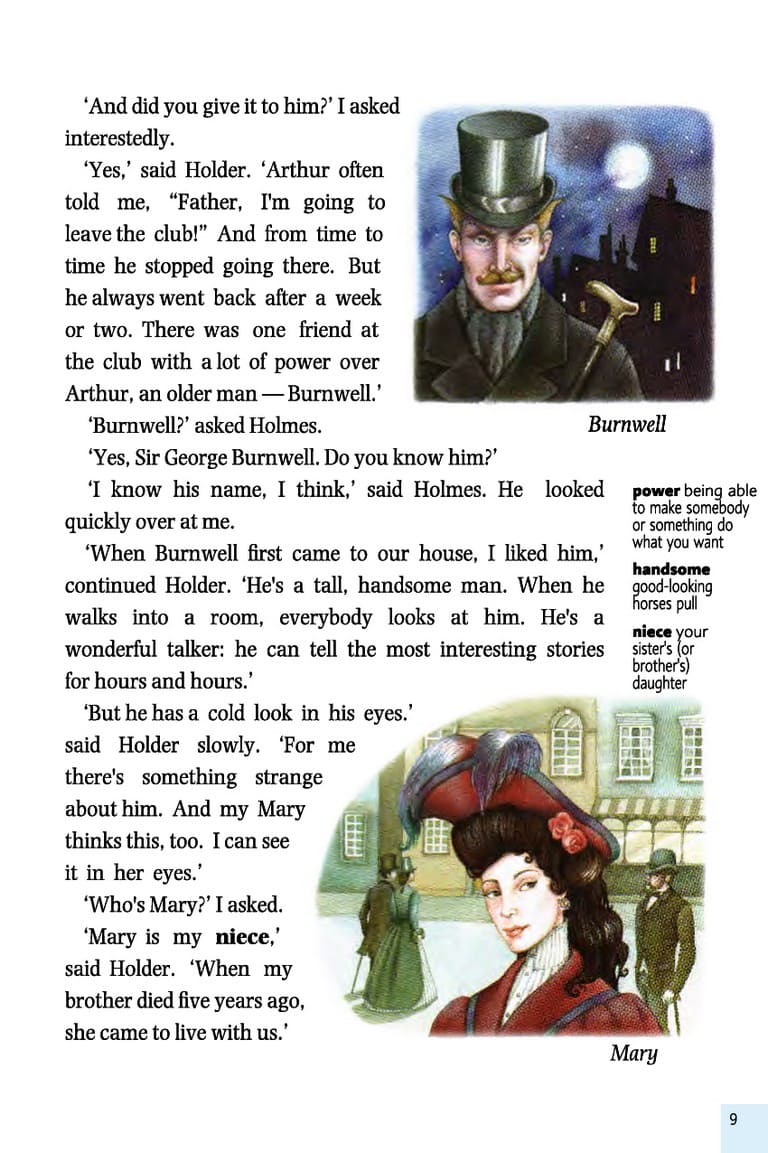 ‘And did you give it to him?’ I asked
interestedly.
‘Yes,’ said Holder. ‘Arthur often
told me, “Father, I'm going to
leave the club!” And from time to
time he stopped going there. But
he always went back after a week
or two. There was one friend at
the club with a lot of power over
Arthur, an older man — Burnwell.’
Burnwell
‘Burnwell?’ asked Holmes.
‘Yes, Sir George Burnwell. Do you know him?’
‘I know his name, I think,’ said Holmes. He looked
quickly over at me.
‘When Burnwell first came to our house, I liked him,’
continued Holder. ‘He's a tall, handsome man. When he
walks into a room, everybody looks at him. He's a
wonderful talker: he can tell the most interesting stories
for hours and hours.’
‘But he has a cold look in his eyes.’
said Holder slowly. ‘For me
there's something strange
about him. And my Mary
thinks this, too. I can see
it in her eyes.’
‘Who's Mary?’ I asked.
‘Mary is my niece,’
said Holder. ‘When my
brother died five years ago,
she came to live with us.’
power being able
to make somebody
or something do
what you want
handsome
good-looking
horses pull
niece your
sister's (or
brother's)
daughter
Mary
9